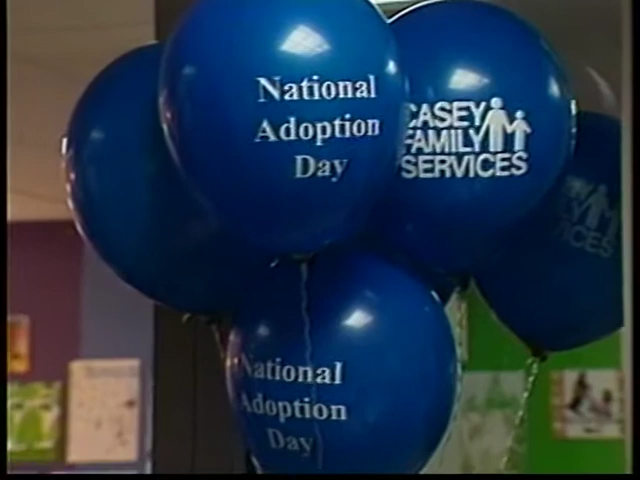 National
Adoption
Day
CASEY
FAMILY
SERVICES
National
Adoption
Day